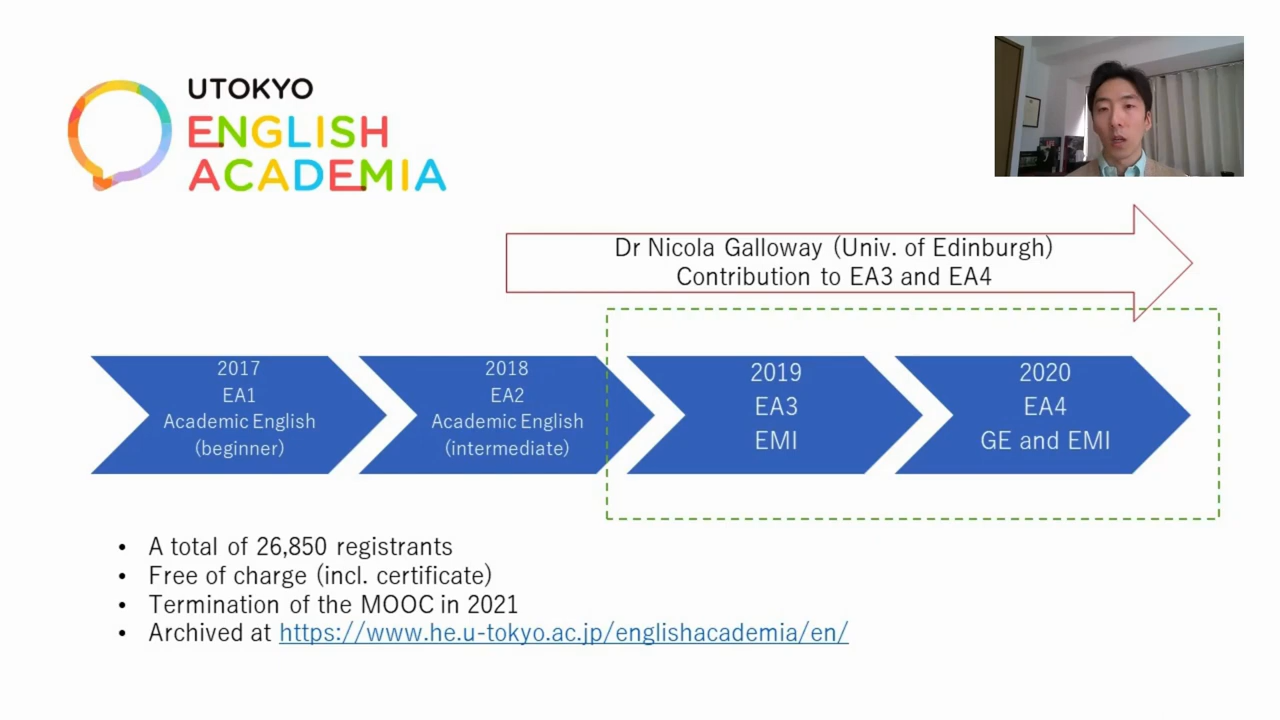 UTOKYO
ENGLISH
ACADEMIA
Dr Nicola Galloway (Univ. of Edinburgh)
Contribution to EA3 and EA4
2017
EA1
Academic English
(beginner)
2018
EA2
Academic English
(intermediate)
2019
EA3
EMI
2020
EA4
GE and EMI
• A total of 26,850 registrants
• Free of charge (incl. certificate)
• Termination of the MOOC in 2021
• Archived at https://www.he.u-tokyo.ac.jp/englishacademia/en/